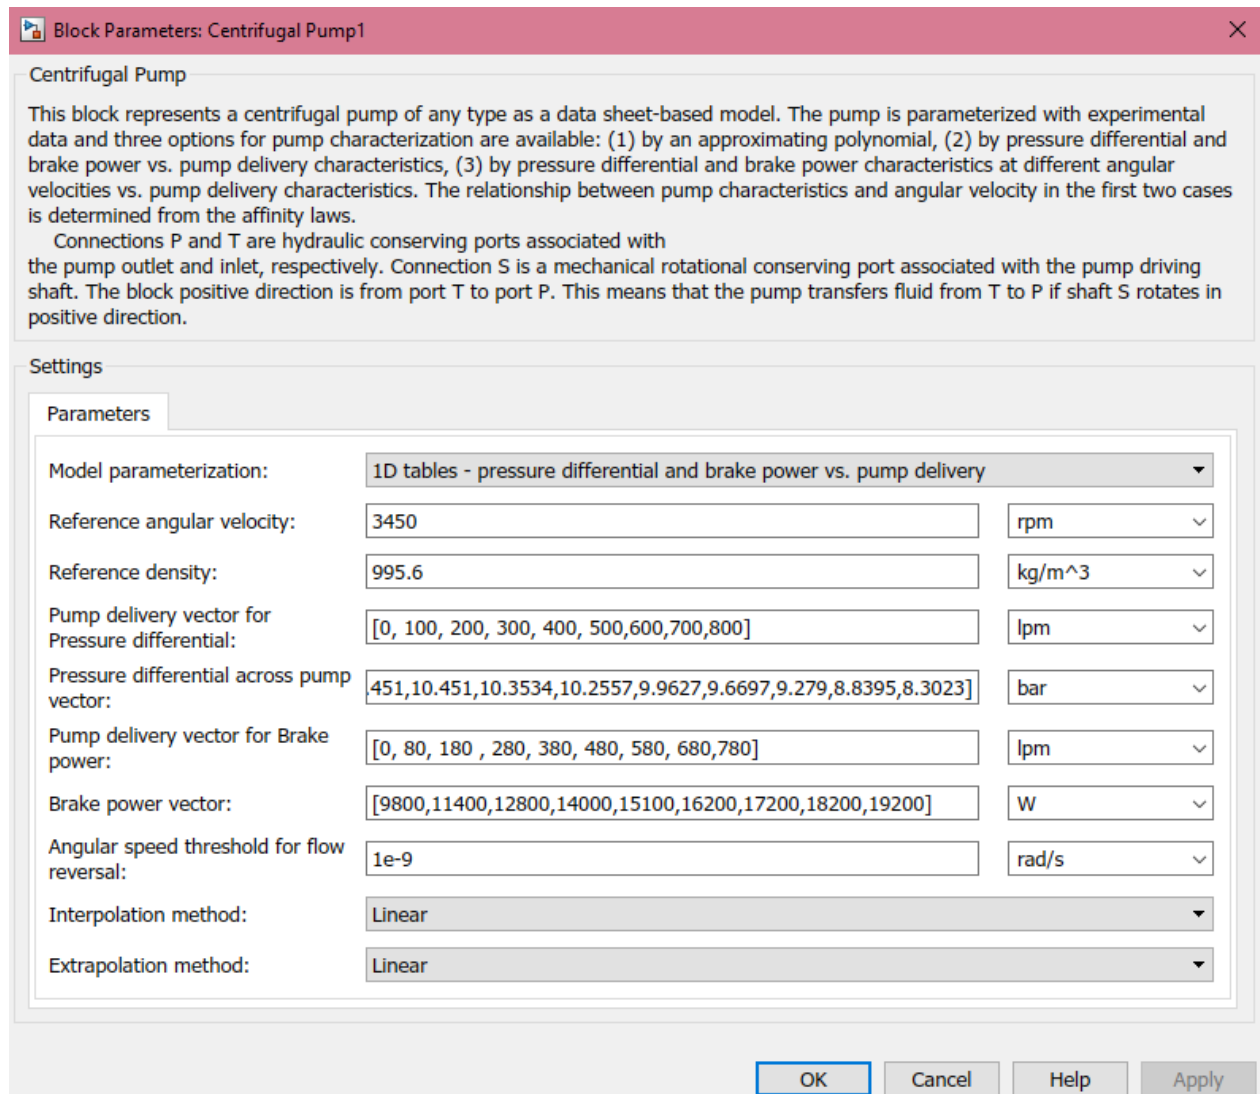 Block Parameters: Centrifugal Pump1
Centrifugal Pump
This block represents a centrifugal pump of any type as a data sheet-based model. The pump is parameterized with experimental
data and three options for pump characterization are available: (1) by an approximating polynomial, (2) by pressure differential and
brake power vs. pump delivery characteristics, (3) by pressure differential and brake power characteristics at different angular
velocities vs. pump delivery characteristics. The relationship between pump characteristics and angular velocity in the first two cases
is determined from the affinity laws.
Connections P and T are hydraulic conserving ports associated with
the pump outlet and inlet, respectively. Connection S is a mechanical rotational conserving port associated with the pump driving
shaft. The block positive direction is from port T to port P. This means that the pump transfers fluid from T to P if shaft S rotates in
positive direction.
Settings
Parameters
Model parameterization: 1D tables - pressure differential and brake power vs. pump delivery
Reference angular velocity: 3450 rpm
Reference density: 995.6 kg/m^3
Pump delivery vector for
Pressure differential: [0, 100, 200, 300, 400, 500,600,700,800] lpm
Pressure differential across pump
vector: .451,10.451,10.3534,10.2557,9.9627,9.6697,9.279,8.8395,8.3023] bar
Pump delivery vector for Brake
power: [0, 80, 180 , 280, 380, 480, 580, 680,780] lpm
Brake power vector: [9800,11400,12800,14000,15100,16200,17200,18200,19200] W
Angular speed threshold for flow
reversal: 1e-9 rad/s
Interpolation method: Linear
Extrapolation method: Linear
OK Cancel Help Apply